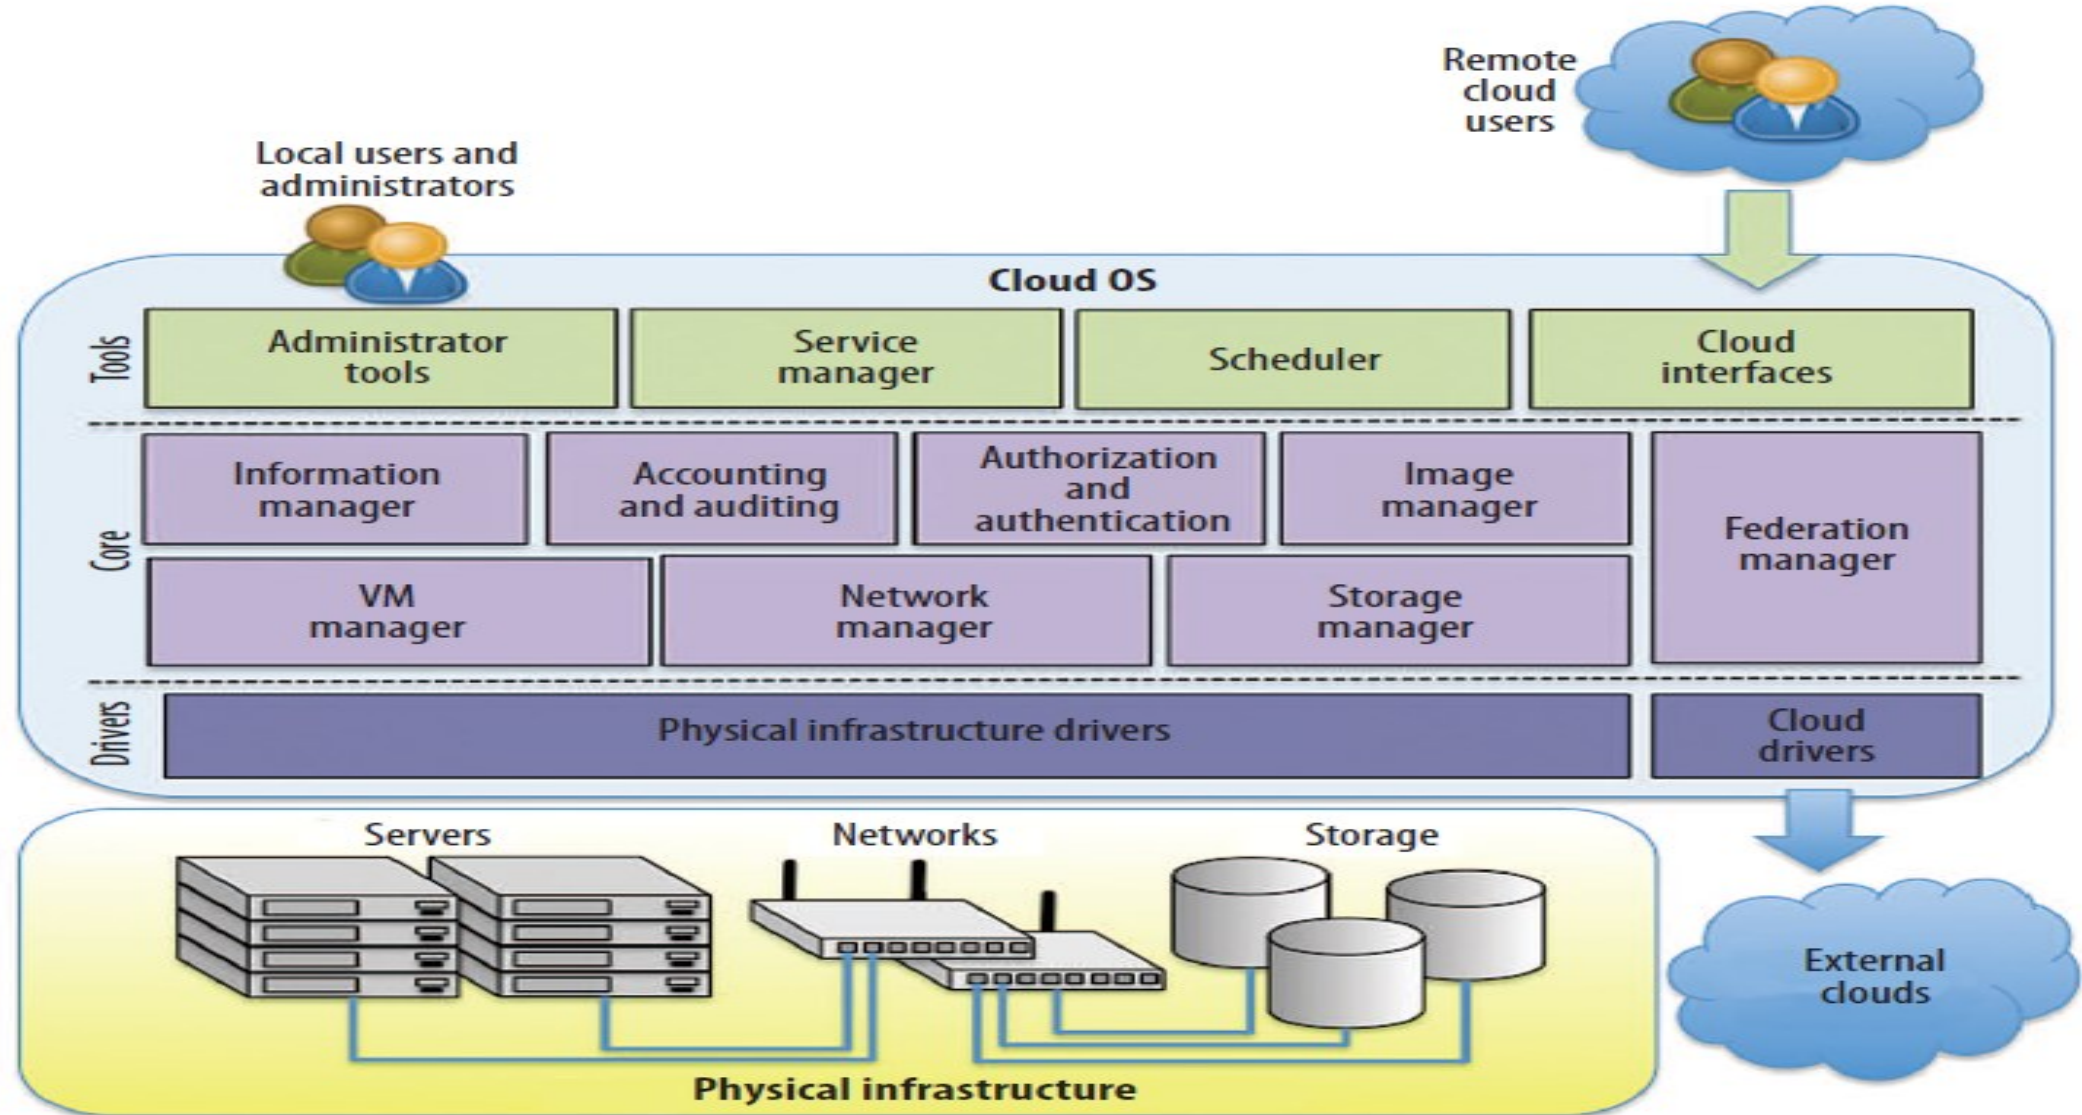 Remote
cloud
users
Local users and
administrators
Cloud OS
Tools
Administrator
tools
Service
manager
Scheduler
Cloud
interfaces
Core
Information
manager
Accounting
and auditing
Authorization
and
authentication
Image
manager
Federation
manager
VM
manager
Network
manager
Storage
manager
Drivers
Physical infrastructure drivers
Cloud
drivers
Servers
Networks
Storage
External
clouds
Physical infrastructure